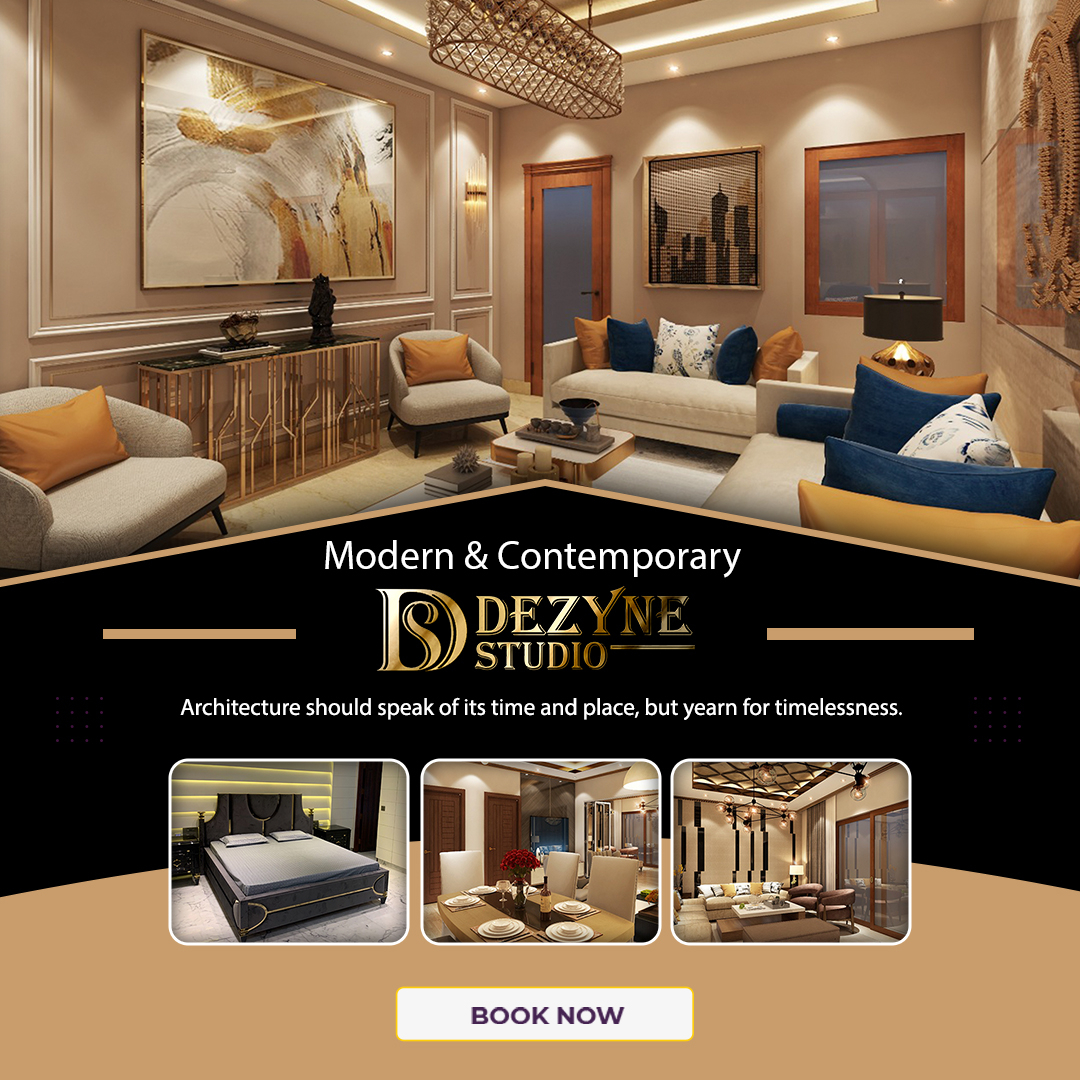 Modern & Contemporary
DS DEZYNE
STUDIO
Architecture should speak of its time and place, but yearn for timelessness.
BOOK NOW